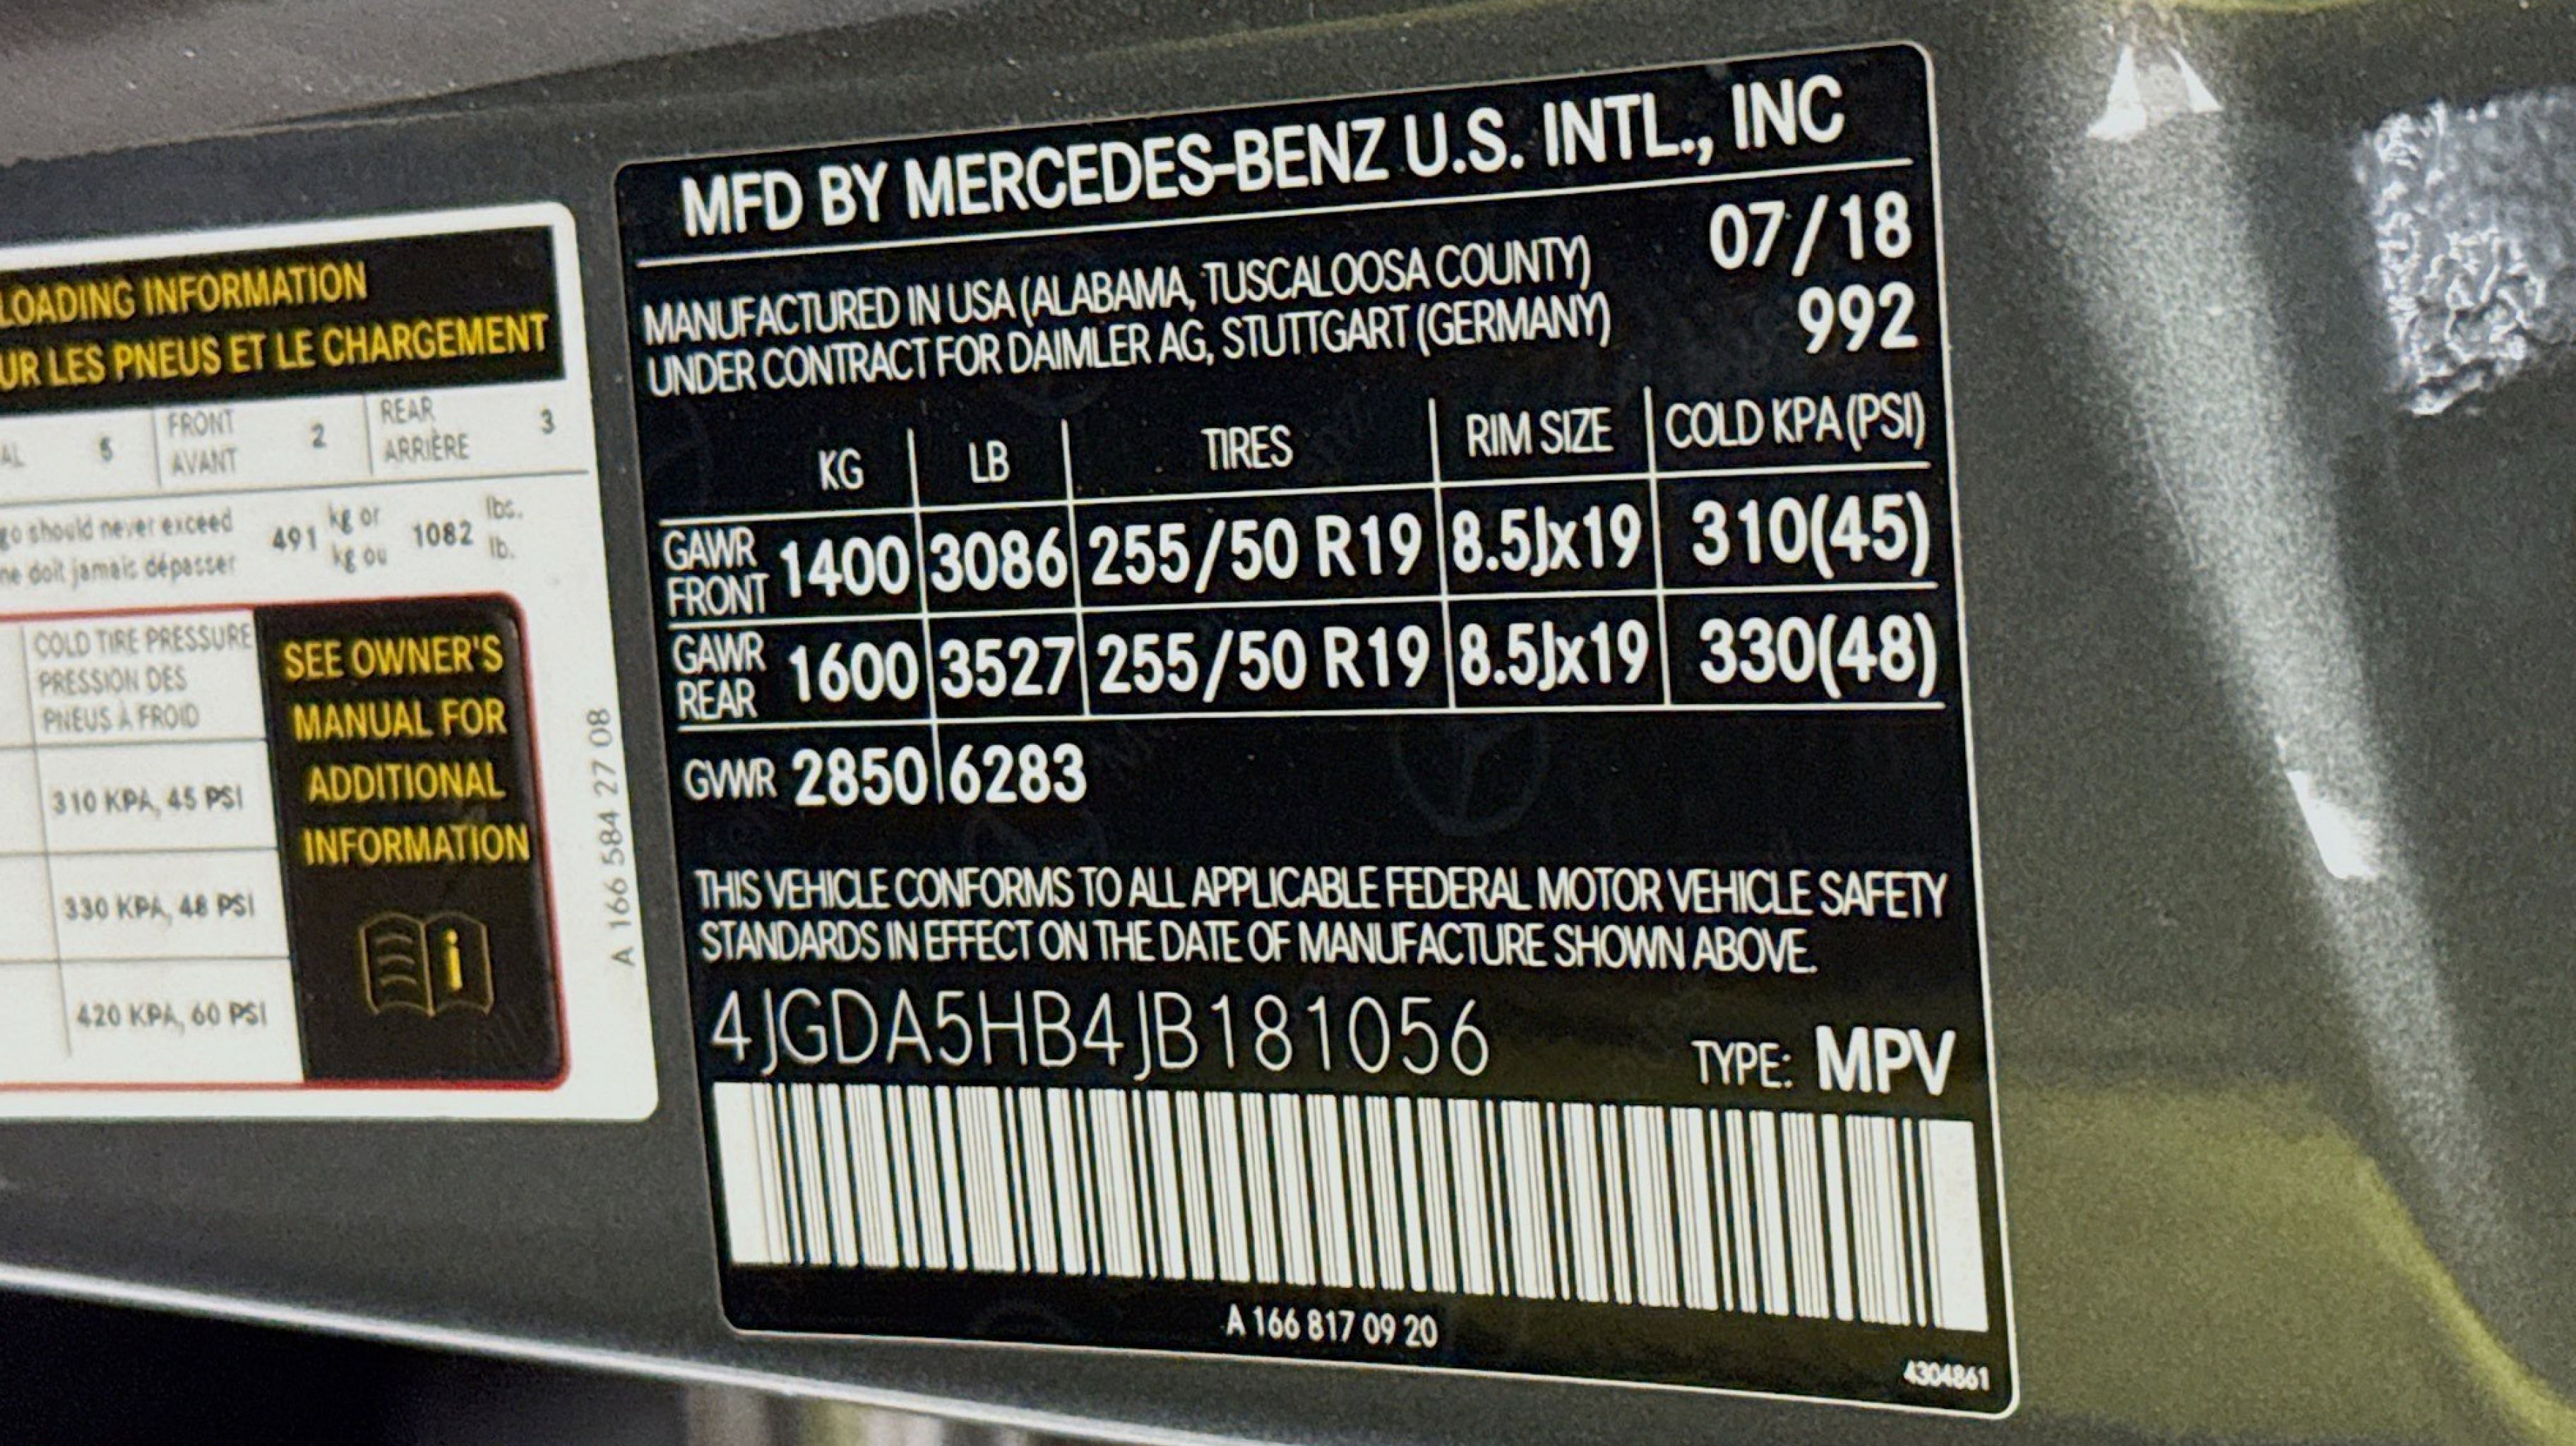 LOADING INFORMATION
UR LES PNEUS ET LE CHARGEMENT
AL 5 FRONT 2 REAR 3
AVANT ARRIÈRE
go should never exceed 491 kg or 1082 lbs.
ne doit jamais dépasser kg ou lb.
COLD TIRE PRESSURE
PRESSION DES
PNEUS À FROID
310 KPA, 45 PSI
330 KPA, 48 PSI
420 KPA, 60 PSI
SEE OWNER'S
MANUAL FOR
ADDITIONAL
INFORMATION
i
A 166 584 27 08
MFD BY MERCEDES-BENZ U.S. INTL., INC
07/18
MANUFACTURED IN USA (ALABAMA, TUSCALOOSA COUNTY)
UNDER CONTRACT FOR DAIMLER AG, STUTTGART (GERMANY)
992
KG LB TIRES RIM SIZE COLD KPA (PSI)
GAWR FRONT 1400 3086 255/50 R19 8.5Jx19 310(45)
GAWR REAR 1600 3527 255/50 R19 8.5Jx19 330(48)
GVWR 2850 6283
THIS VEHICLE CONFORMS TO ALL APPLICABLE FEDERAL MOTOR VEHICLE SAFETY
STANDARDS IN EFFECT ON THE DATE OF MANUFACTURE SHOWN ABOVE.
4JGDA5HB4JB181056
TYPE: MPV
A 166 817 09 20
4304861